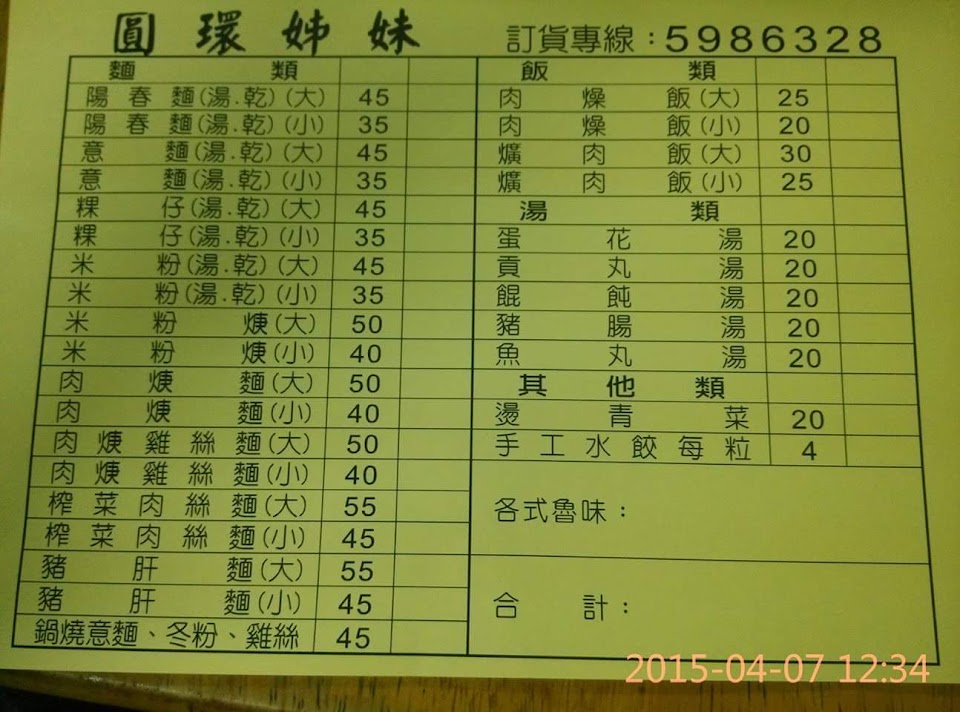 圓環姊妹 訂貨專線：5986328
麵類
陽春麵(湯.乾)(大) 45
陽春麵(湯.乾)(小) 35
意麵(湯.乾)(大) 45
意麵(湯.乾)(小) 35
粿仔(湯.乾)(大) 45
粿仔(湯.乾)(小) 35
米粉(湯.乾)(大) 45
米粉(湯.乾)(小) 35
米粉焿(大) 50
米粉焿(小) 40
肉焿麵(大) 50
肉焿麵(小) 40
肉焿雞絲麵(大) 50
肉焿雞絲麵(小) 40
榨菜肉絲麵(大) 55
榨菜肉絲麵(小) 45
豬肝麵(大) 55
豬肝麵(小) 45
鍋燒意麵、冬粉、雞絲 45
飯類
肉燥飯(大) 25
肉燥飯(小) 20
爌肉飯(大) 30
爌肉飯(小) 25
湯類
蛋花湯 20
貢丸湯 20
餛飩湯 20
豬腸湯 20
魚丸湯 20
其他類
燙青菜 20
手工水餃每粒 4
各式魯味：
合計：
2015-04-07 12:34